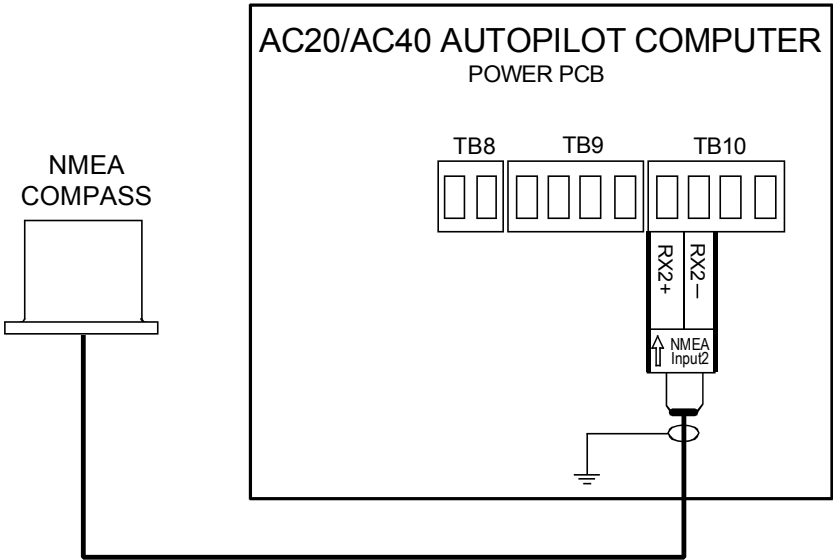 AC20/AC40 AUTOPILOT COMPUTER
POWER PCB
TB8 TB9 TB10
NMEA
COMPASS
RX2+
RX2–
NMEA
Input2